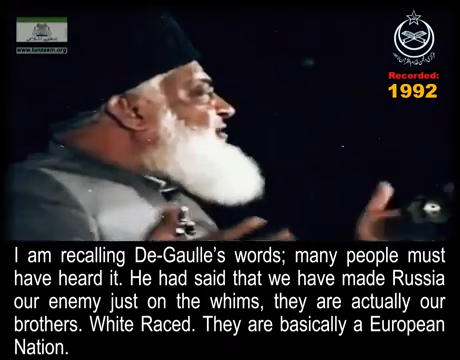 www.tanzeem.org
Recorded:
1992
I am recalling De-Gaulle's words; many people must
have heard it. He had said that we have made Russia
our enemy just on the whims, they are actually our
brothers. White Raced. They are basically a European
Nation.